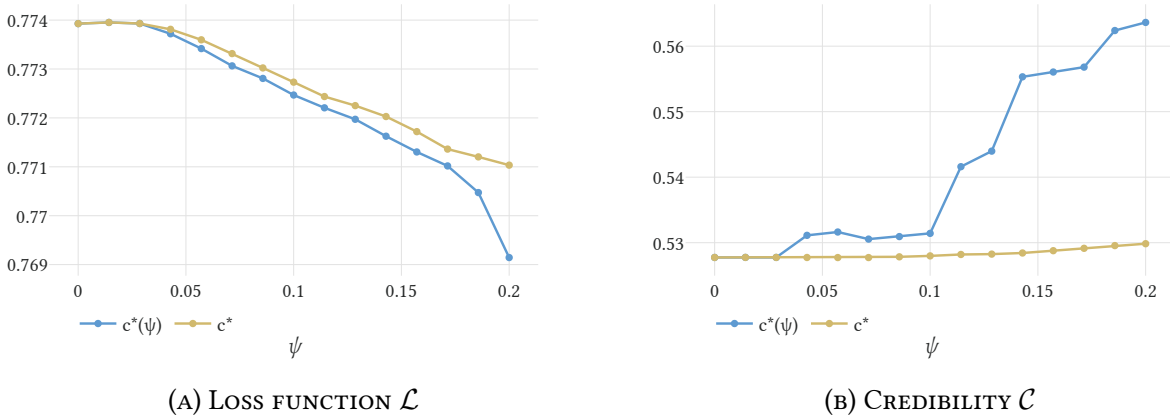 0.774
0.773
0.772
0.771
0.77
0.769
0 0.05 0.1 0.15 0.2
c*(ψ) c*
ψ
(A) Loss function ℒ
0.56
0.55
0.54
0.53
0 0.05 0.1 0.15 0.2
c*(ψ) c*
ψ
(B) Credibility 𝒞